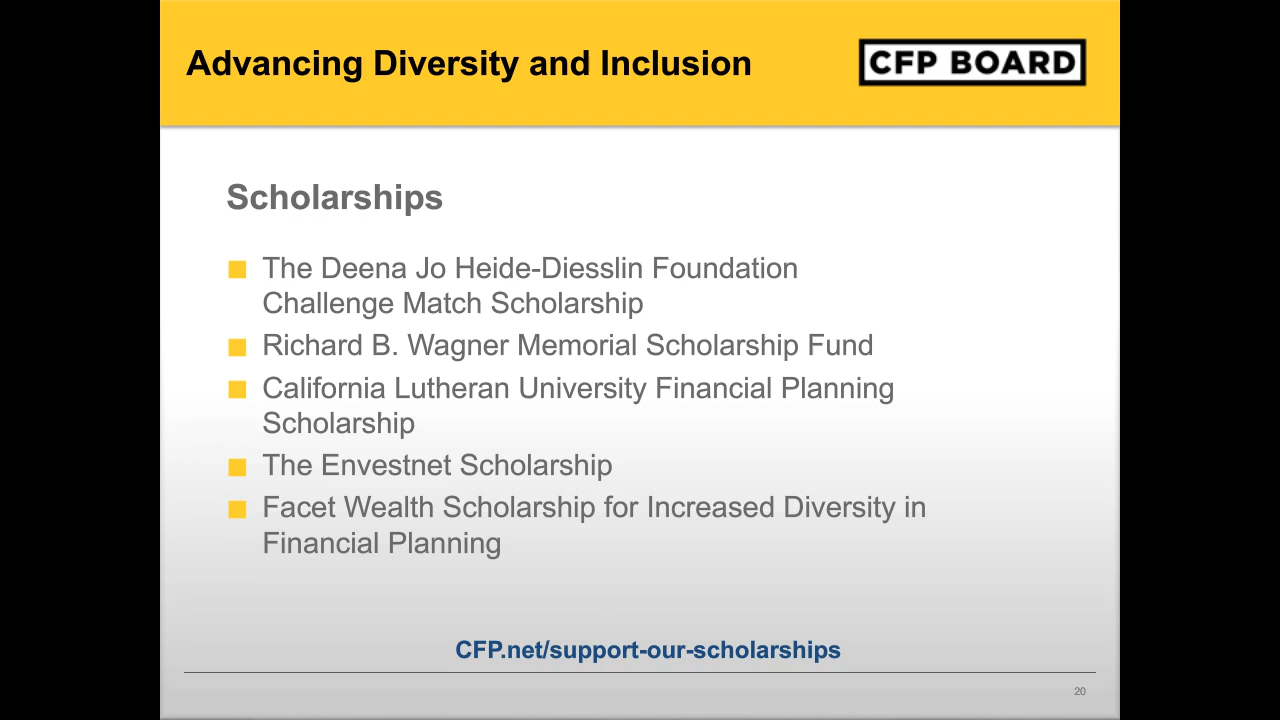 Advancing Diversity and Inclusion
CFP BOARD
Scholarships
The Deena Jo Heide-Diesslin Foundation
Challenge Match Scholarship
Richard B. Wagner Memorial Scholarship Fund
California Lutheran University Financial Planning
Scholarship
The Envestnet Scholarship
Facet Wealth Scholarship for Increased Diversity in
Financial Planning
CFP.net/support-our-scholarships
20